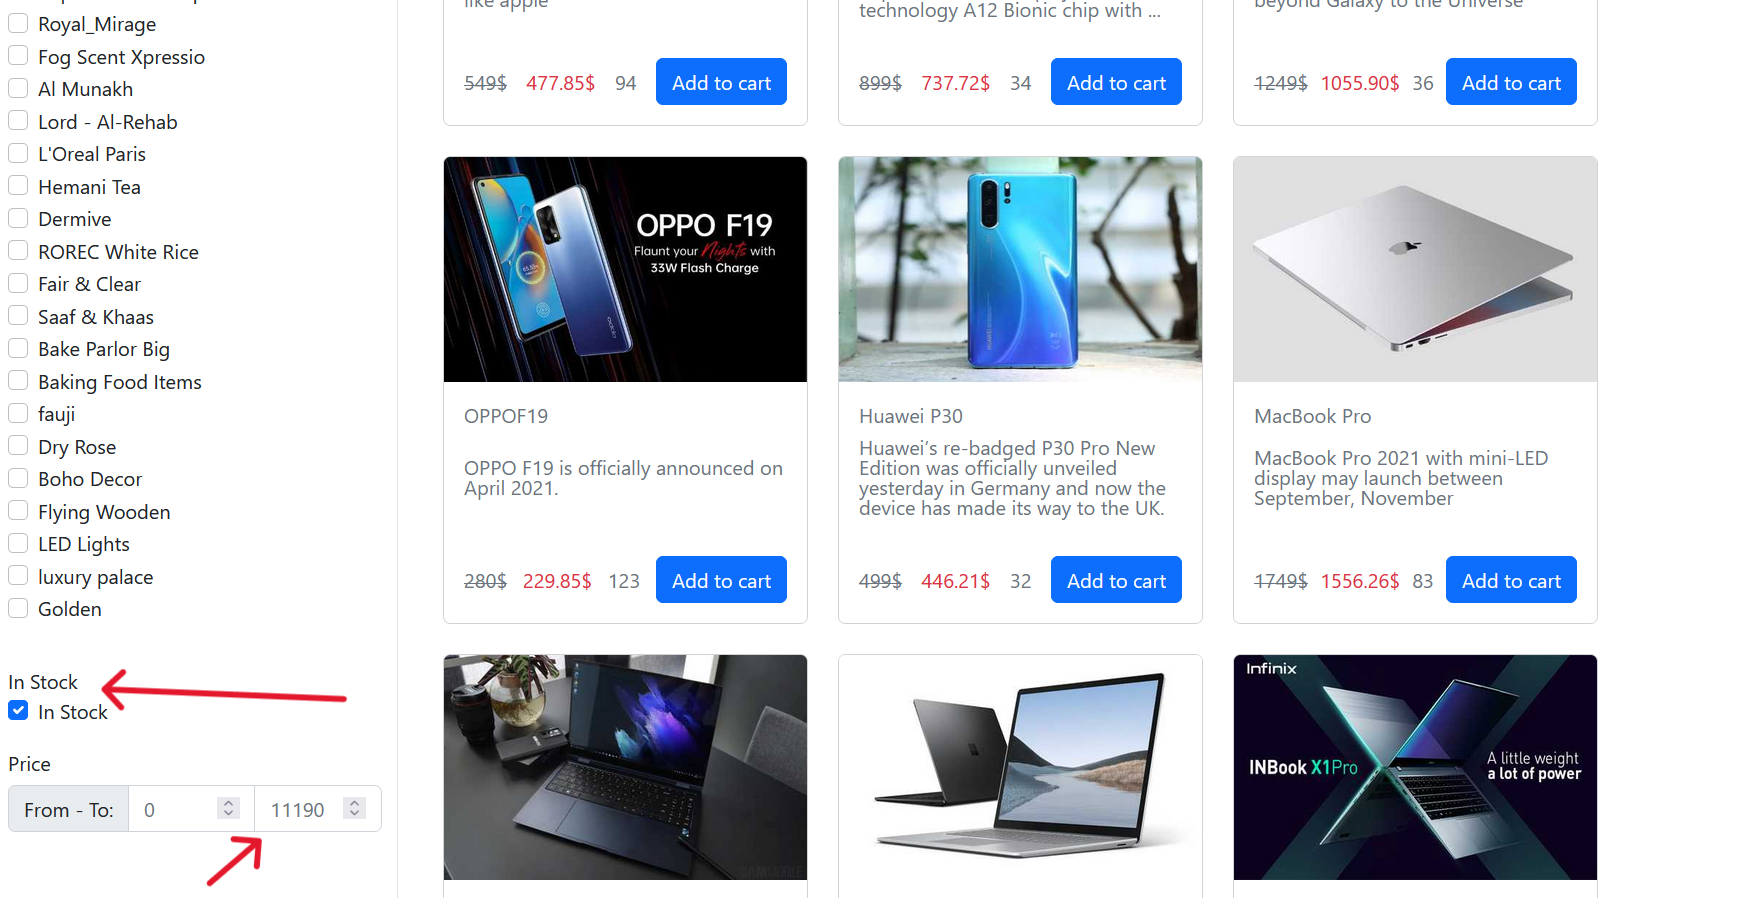 Royal_Mirage
Fog Scent Xpressio
Al Munakh
Lord - Al-Rehab
L'Oreal Paris
Hemani Tea
Dermive
ROREC White Rice
Fair & Clear
Saaf & Khaas
Bake Parlor Big
Baking Food Items
fauji
Dry Rose
Boho Decor
Flying Wooden
LED Lights
luxury palace
Golden
In Stock
In Stock
Price
From - To: 0 11190
like apple
549$ 477.85$ 94 Add to cart
technology A12 Bionic chip with ...
899$ 737.72$ 34 Add to cart
beyond Galaxy to the Universe
1249$ 1055.90$ 36 Add to cart
OPPO F19
Flaunt your Nights with
33W Flash Charge
OPPOF19
OPPO F19 is officially announced on
April 2021.
280$ 229.85$ 123 Add to cart
Huawei P30
Huawei’s re-badged P30 Pro New
Edition was officially unveiled
yesterday in Germany and now the
device has made its way to the UK.
499$ 446.21$ 32 Add to cart
MacBook Pro
MacBook Pro 2021 with mini-LED
display may launch between
September, November
1749$ 1556.26$ 83 Add to cart
Infinix
INBook X1Pro
A little weight
a lot of power